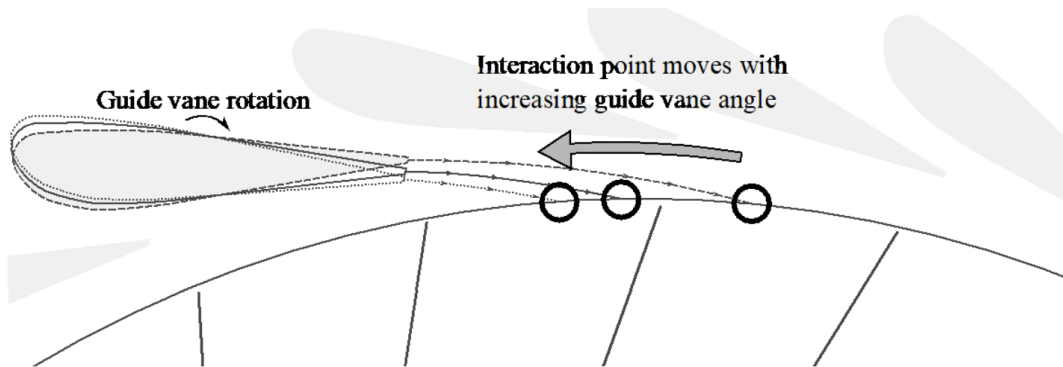 Interaction point moves with
increasing guide vane angle
Guide vane rotation